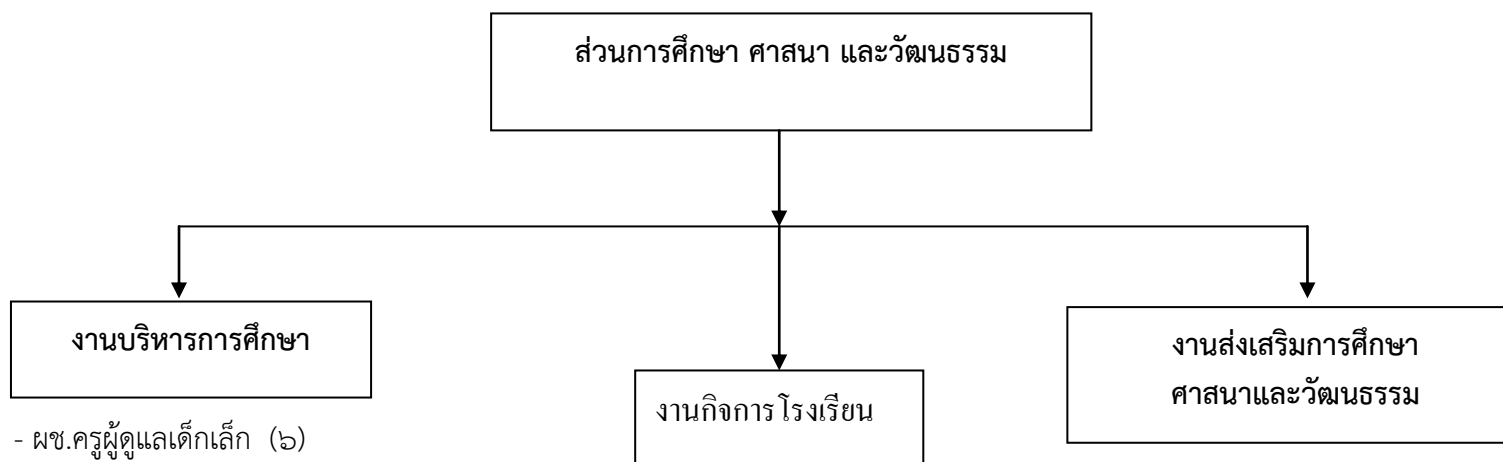 ส่วนการศึกษา ศาสนา และวัฒนธรรม
งานบริหารการศึกษา
- ผช.ครูผู้ดูแลเด็กเล็ก (๖)
งานกิจการโรงเรียน
งานส่งเสริมการศึกษา
ศาสนาและวัฒนธรรม